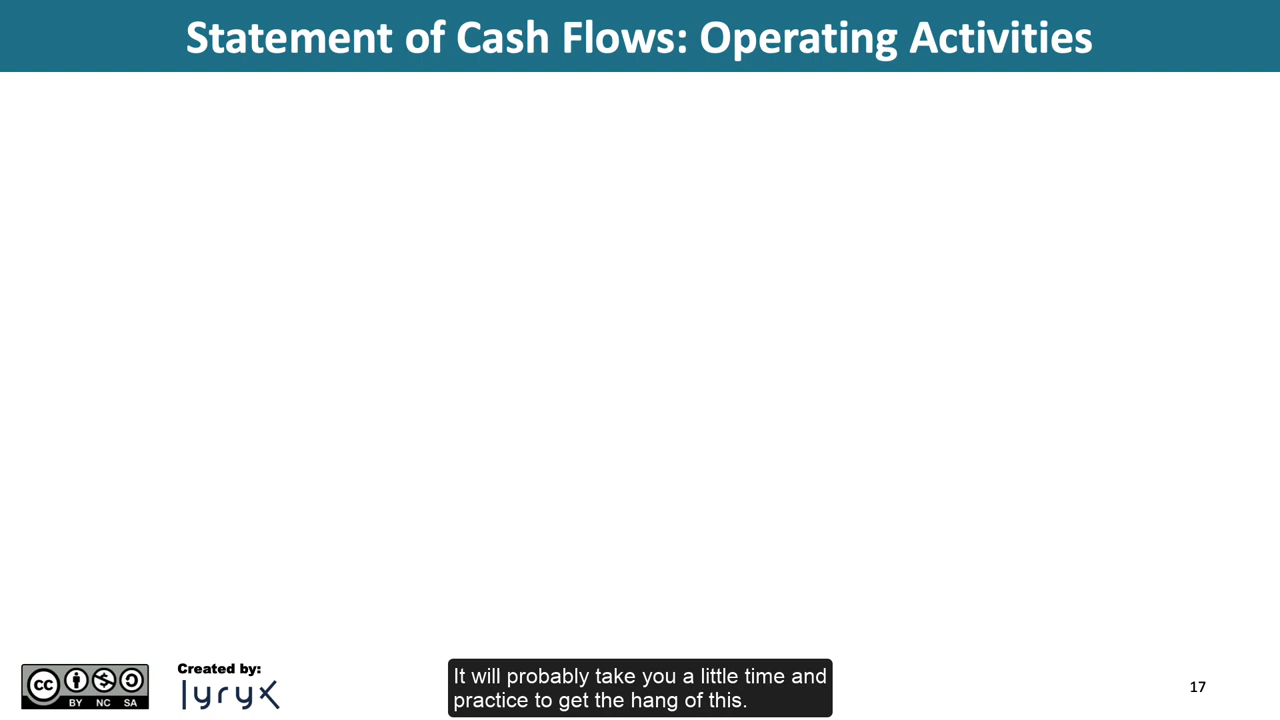 Statement of Cash Flows: Operating Activities
cc
BY NC SA
Created by:
lyryx
It will probably take you a little time and
practice to get the hang of this.
17